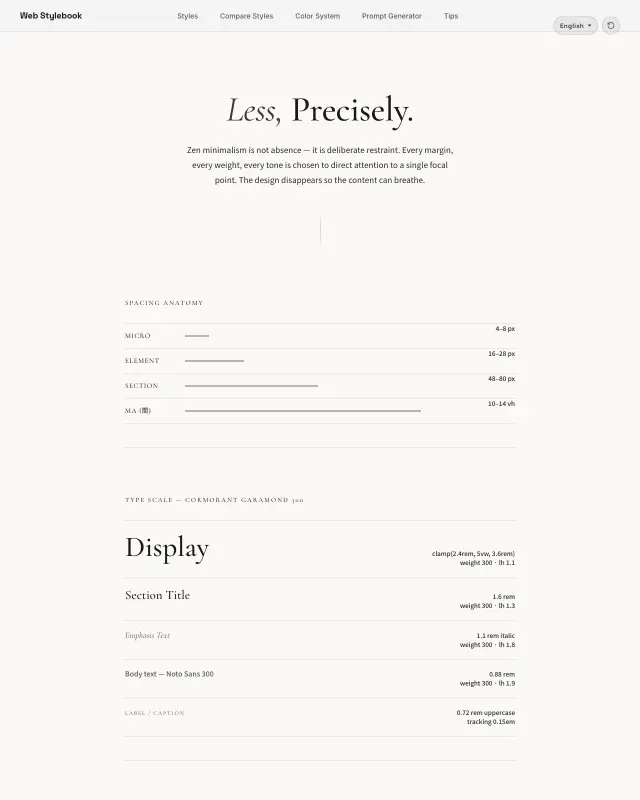 Web Stylebook
Styles
Compare Styles
Color System
Prompt Generator
Tips
English
Less, Precisely.
Zen minimalism is not absence — it is deliberate restraint. Every margin,
every weight, every tone is chosen to direct attention to a single focal
point. The design disappears so the content can breathe.
SPACING ANATOMY
MICRO
4–8 px
ELEMENT
16–28 px
SECTION
48–80 px
MA (間)
10–14 vh
TYPE SCALE — CORMORANT GARAMOND 300
Display
clamp(2.4rem, 5vw, 3.6rem)
weight 300 · lh 1.1
Section Title
1.6 rem
weight 300 · lh 1.3
Emphasis Text
1.1 rem italic
weight 300 · lh 1.8
Body text — Noto Sans 300
0.88 rem
weight 300 · lh 1.9
LABEL / CAPTION
0.72 rem uppercase
tracking 0.15em